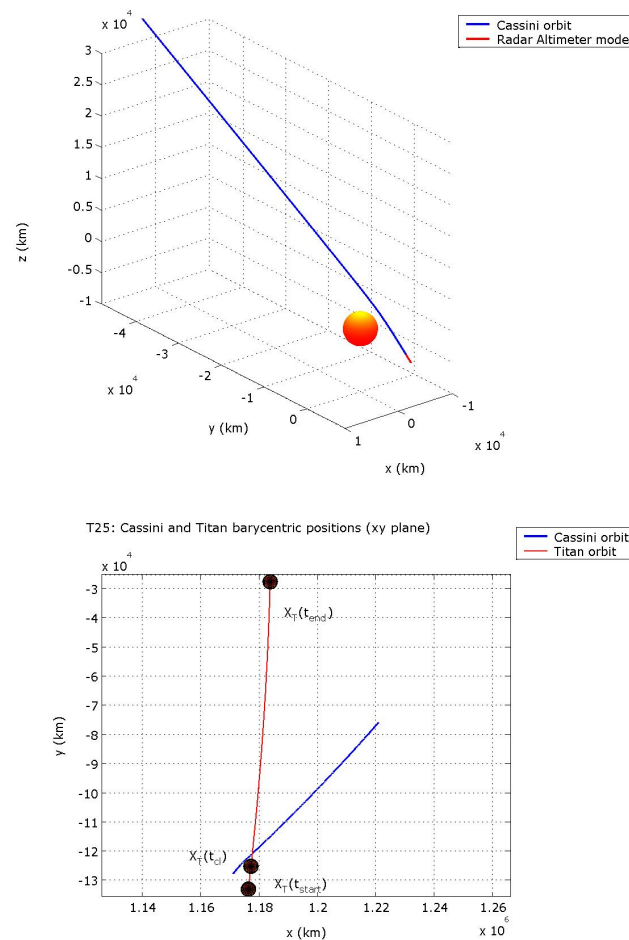 x 10^4
Cassini orbit
Radar Altimeter mode
3
2.5
2
1.5
1
0.5
0
-0.5
-1
z (km)
-4
-3
-2
-1
0
x 10^4
y (km)
1
0
-1
x 10^4
x (km)
T25: Cassini and Titan barycentric positions (xy plane)
Cassini orbit
Titan orbit
x 10^4
-3
-4
-5
-6
-7
-8
-9
-10
-11
-12
-13
y (km)
X_T(t_end)
X_T(t_cl)
X_T(t_start)
1.14
1.16
1.18
1.2
1.22
1.24
1.26
x (km)
x 10^6